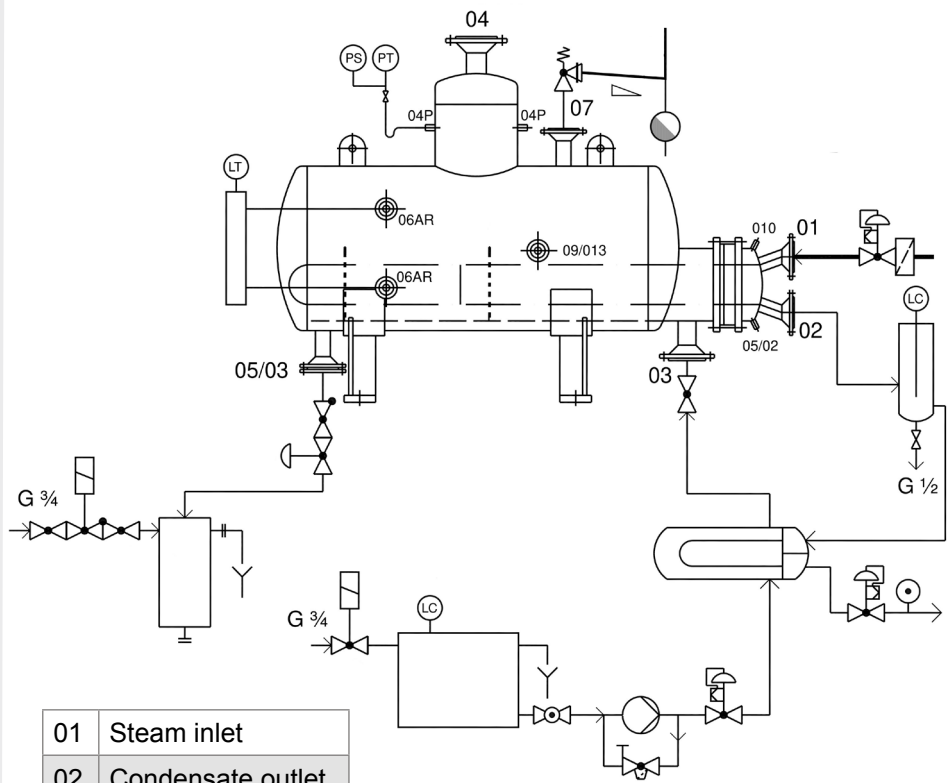 04
PS
PT
07
04P
04P
LT
06AR
09/013
010
01
06AR
LC
02
05/02
05/03
03
G ½
G ¾
G ¾
LC
01 Steam inlet
02 Condensate outlet